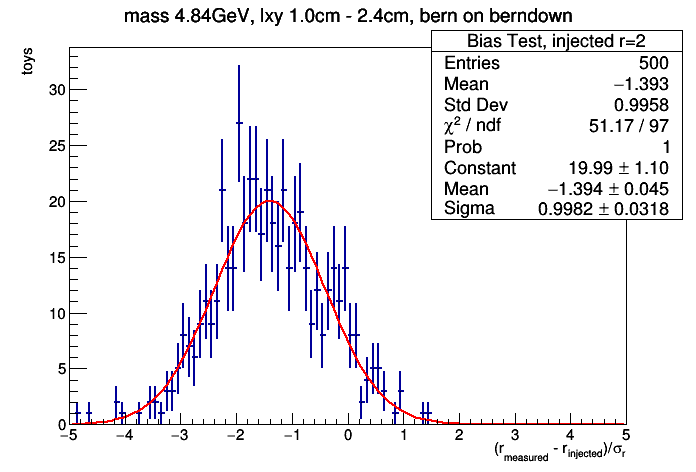 mass 4.84GeV, lxy 1.0cm - 2.4cm, bern on berndown
Bias Test, injected r=2
Entries 500
Mean −1.393
Std Dev 0.9958
χ² / ndf 51.17 / 97
Prob 1
Constant 19.99 ± 1.10
Mean −1.394 ± 0.045
Sigma 0.9982 ± 0.0318
toys
30
25
20
15
10
5
0
−5 −4 −3 −2 −1 0 1 2 3 4 5
(r_measured - r_injected)/σ_r